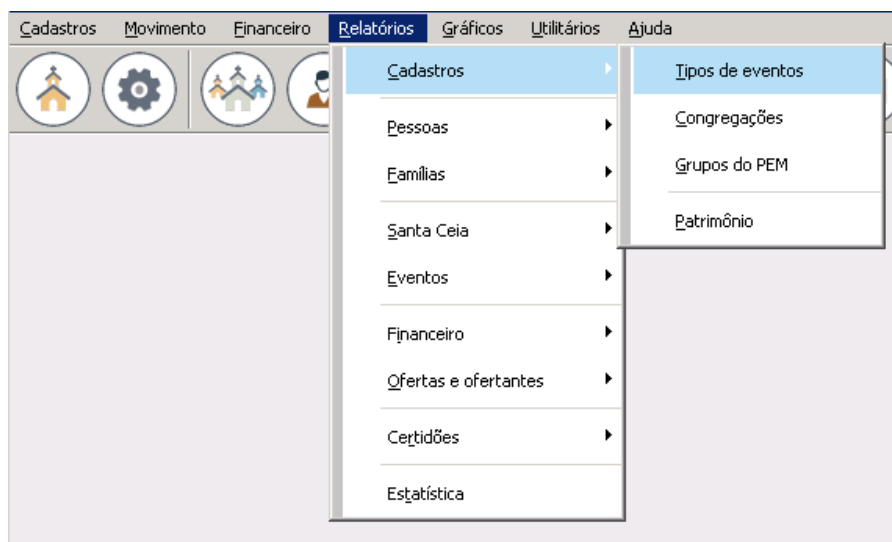 Cadastros Movimento Financeiro Relatórios Gráficos Utilitários Ajuda
Cadastros
Pessoas
Famílias
Santa Ceia
Eventos
Financeiro
Ofertas e ofertantes
Certidões
Estatística
Tipos de eventos
Congregações
Grupos do PEM
Patrimônio